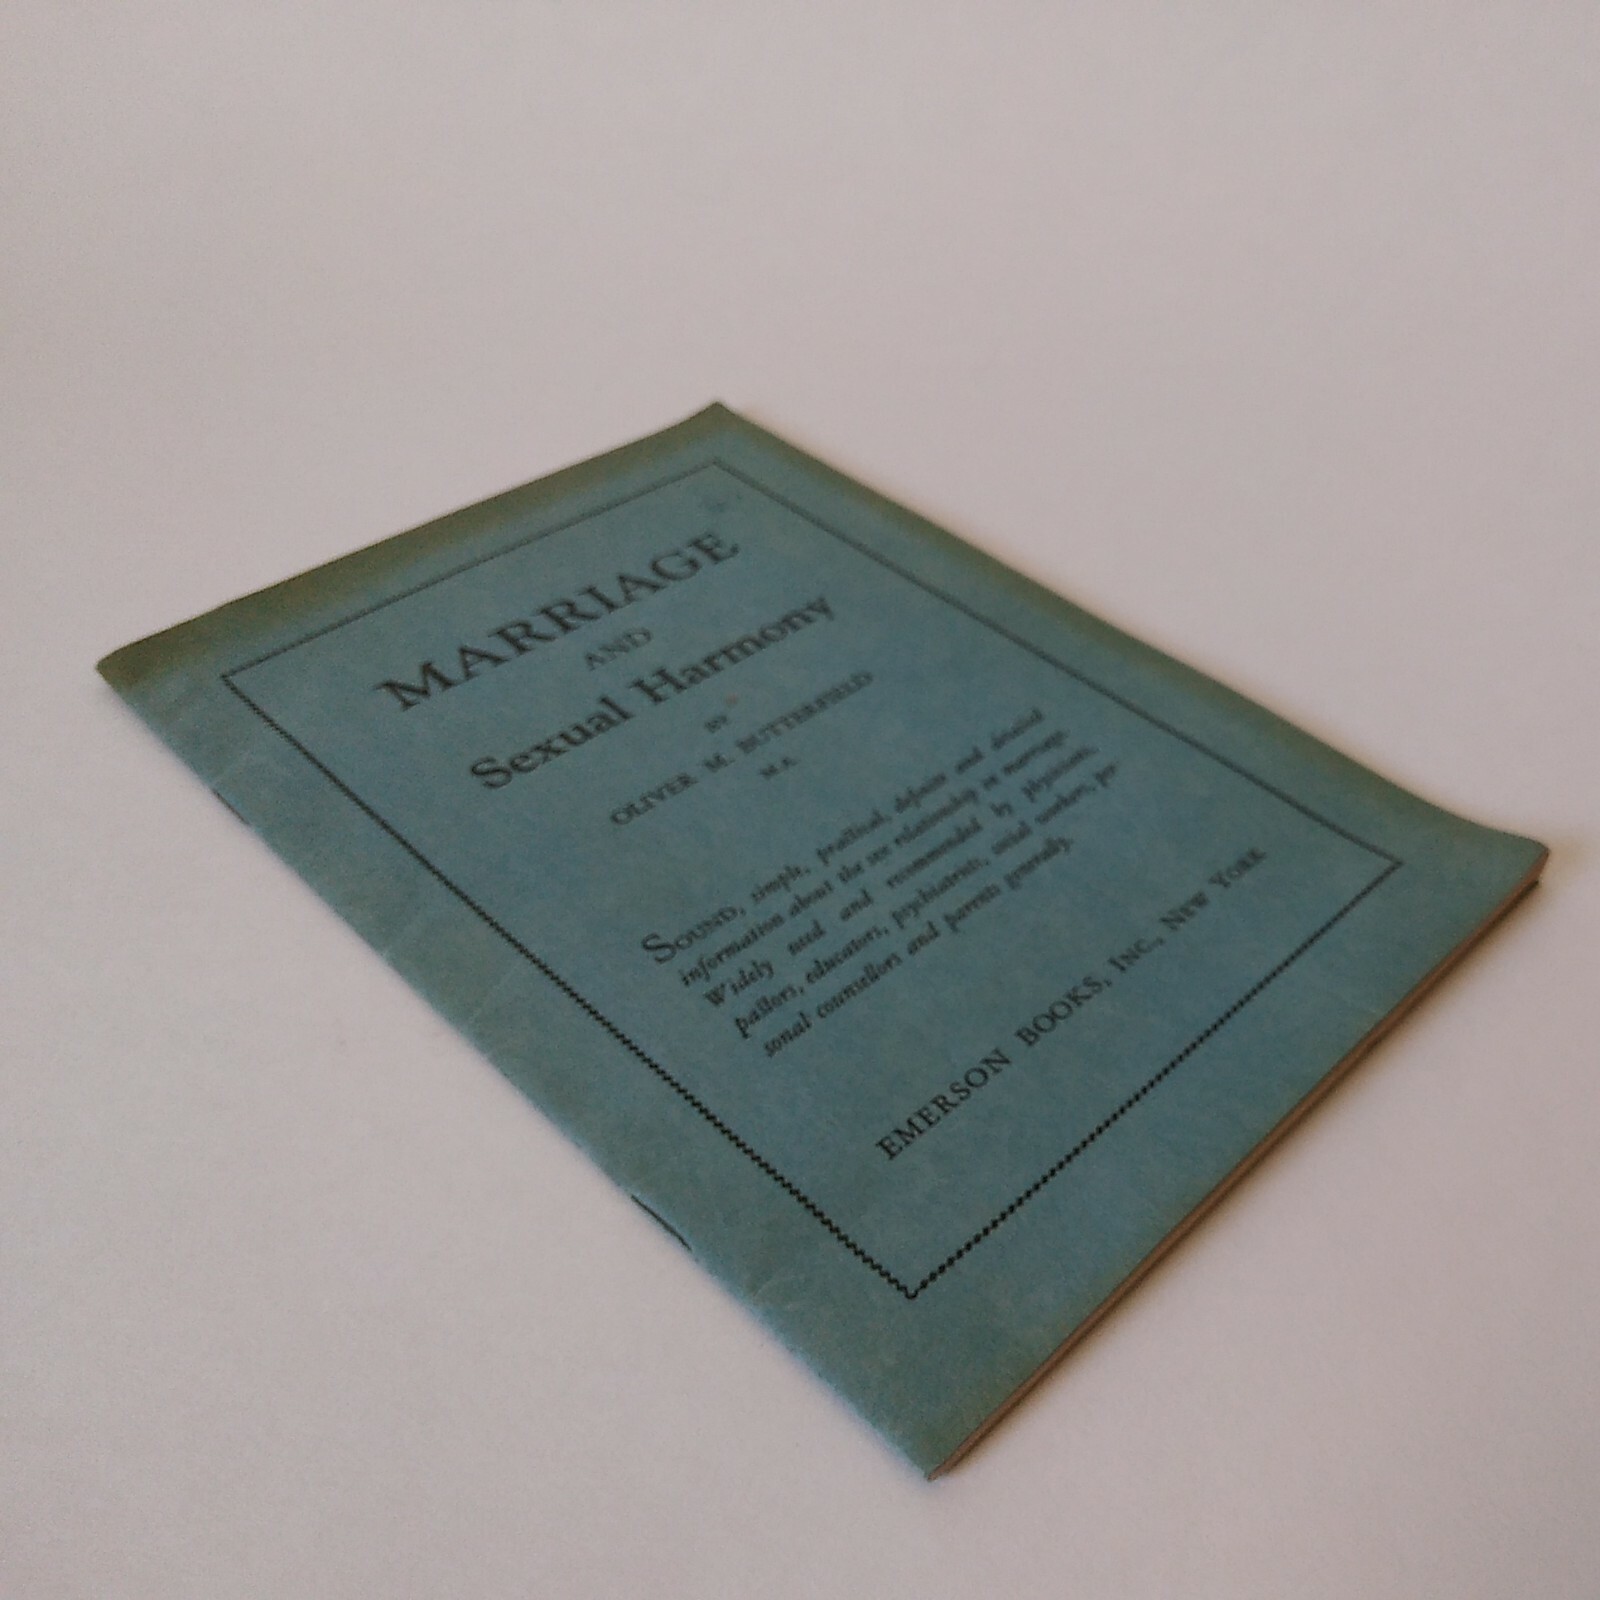 MARRIAGE
AND
Sexual Harmony
BY
OLIVER M. BUTTERFIELD
M.A.
SOUND, simple, practical, definite and detailed
information about the sex relationship in marriage.
Widely used and recommended by physicians,
pastors, educators, psychiatrists, social workers, per-
sonal counsellors and parents generally.
EMERSON BOOKS, INC., NEW YORK